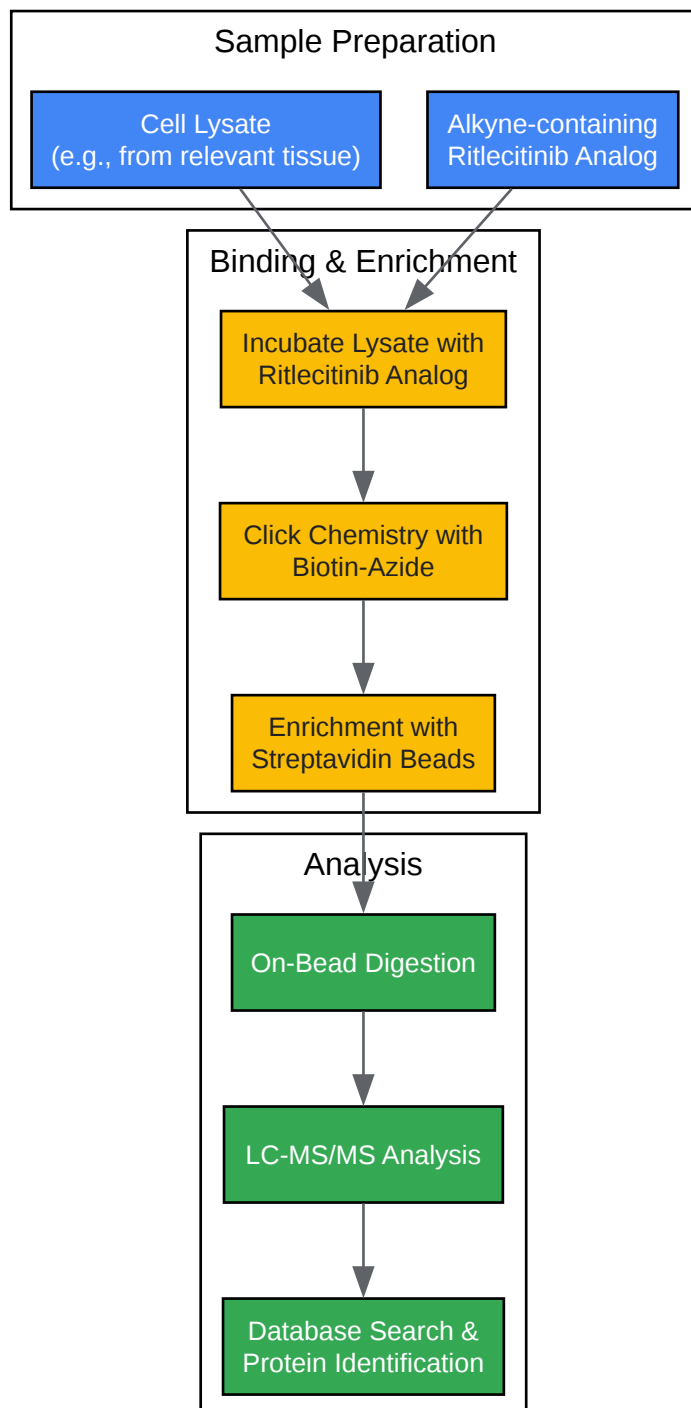 Sample Preparation
Cell Lysate
(e.g., from relevant tissue)
Alkyne-containing
Ritlecitinib Analog
Binding & Enrichment
Incubate Lysate with
Ritlecitinib Analog
Click Chemistry with
Biotin-Azide
Enrichment with
Streptavidin Beads
Analysis
On-Bead Digestion
LC-MS/MS Analysis
Database Search &
Protein Identification